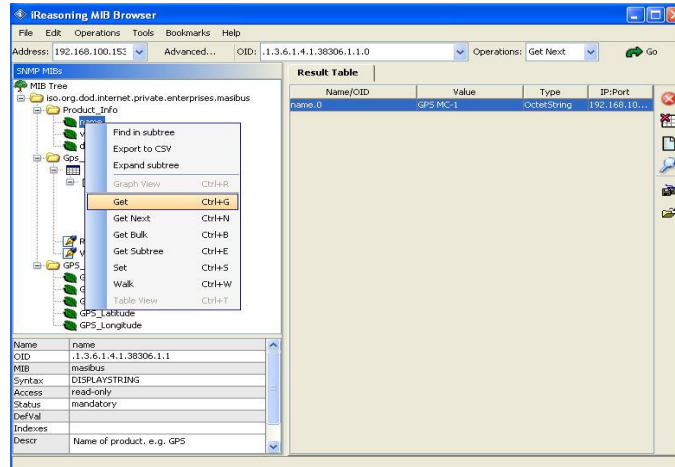 iReasoning MIB Browser
File Edit Operations Tools Bookmarks Help
Address: 192.168.100.153 Advanced... OID: .1.3.6.1.4.1.38306.1.1.0 Operations: Get Next Go
SNMP MIBs
MIB Tree
iso.org.dod.internet.private.enterprises.masibus
Product_Info
name
Gps_
GPS_
GPS_Latitude
GPS_Longitude
Find in subtree
Export to CSV
Expand subtree
Graph View Ctrl+R
Get Ctrl+G
Get Next Ctrl+N
Get Bulk Ctrl+B
Get Subtree Ctrl+E
Set Ctrl+S
Walk Ctrl+W
Table View Ctrl+T
Name name
OID .1.3.6.1.4.1.38306.1.1
MIB masibus
Syntax DISPLAYSTRING
Access read-only
Status mandatory
DefVal
Indexes
Descr Name of product. e.g. GPS
Result Table
Name/OID Value Type IP:Port
name.0 GPS MC-1 OctetString 192.168.10...